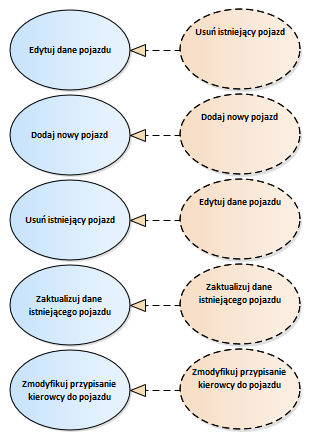 Edytuj dane pojazdu
Usuń istniejący pojazd
Dodaj nowy pojazd
Dodaj nowy pojazd
Usuń istniejący pojazd
Edytuj dane pojazdu
Zaktualizuj dane
istniejącego pojazdu
Zaktualizuj dane
istniejącego pojazdu
Zmodyfikuj przypisanie
kierowcy do pojazdu
Zmodyfikuj przypisanie
kierowcy do pojazdu